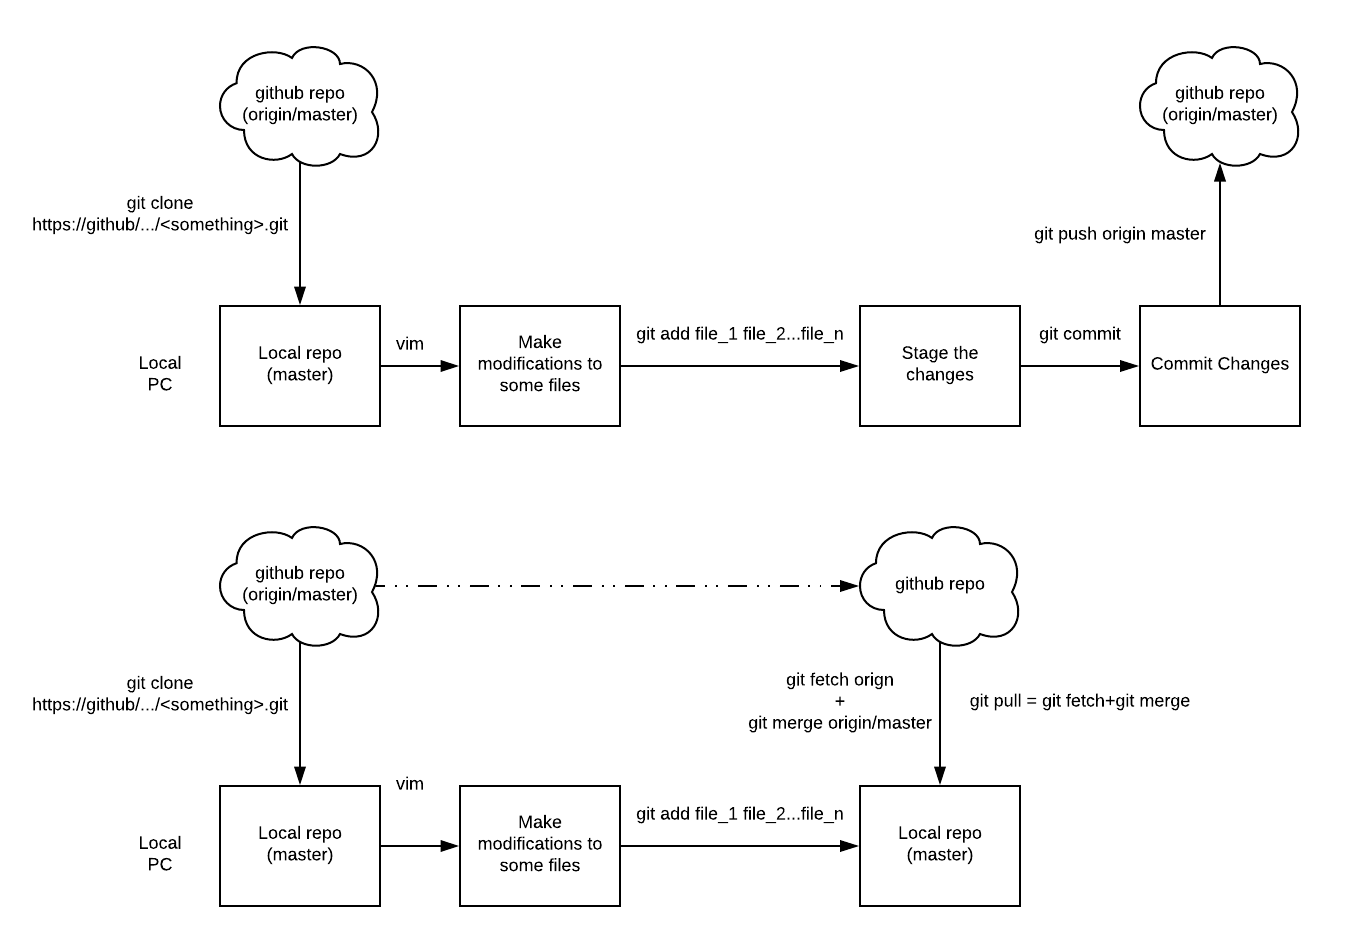 github repo
(origin/master)
github repo
(origin/master)
git clone
https://github/.../<something>.git
git push origin master
Local
PC
Local repo
(master)
vim
Make
modifications to
some files
git add file_1 file_2...file_n
Stage the
changes
git commit
Commit Changes
github repo
(origin/master)
github repo
git clone
https://github/.../<something>.git
git fetch orign
+
git merge origin/master
git pull = git fetch+git merge
Local
PC
Local repo
(master)
vim
Make
modifications to
some files
git add file_1 file_2...file_n
Local repo
(master)